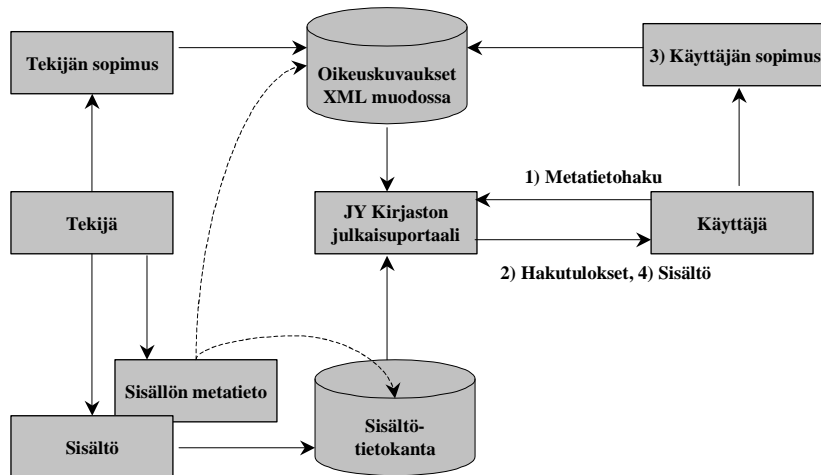 Tekijän sopimus
Oikeuskuvaukset
XML muodossa
3) Käyttäjän sopimus
1) Metatietohaku
Tekijä
JY Kirjaston
julkaisuportaali
Käyttäjä
2) Hakutulokset, 4) Sisältö
Sisällön metatieto
Sisältö
Sisältö-
tietokanta